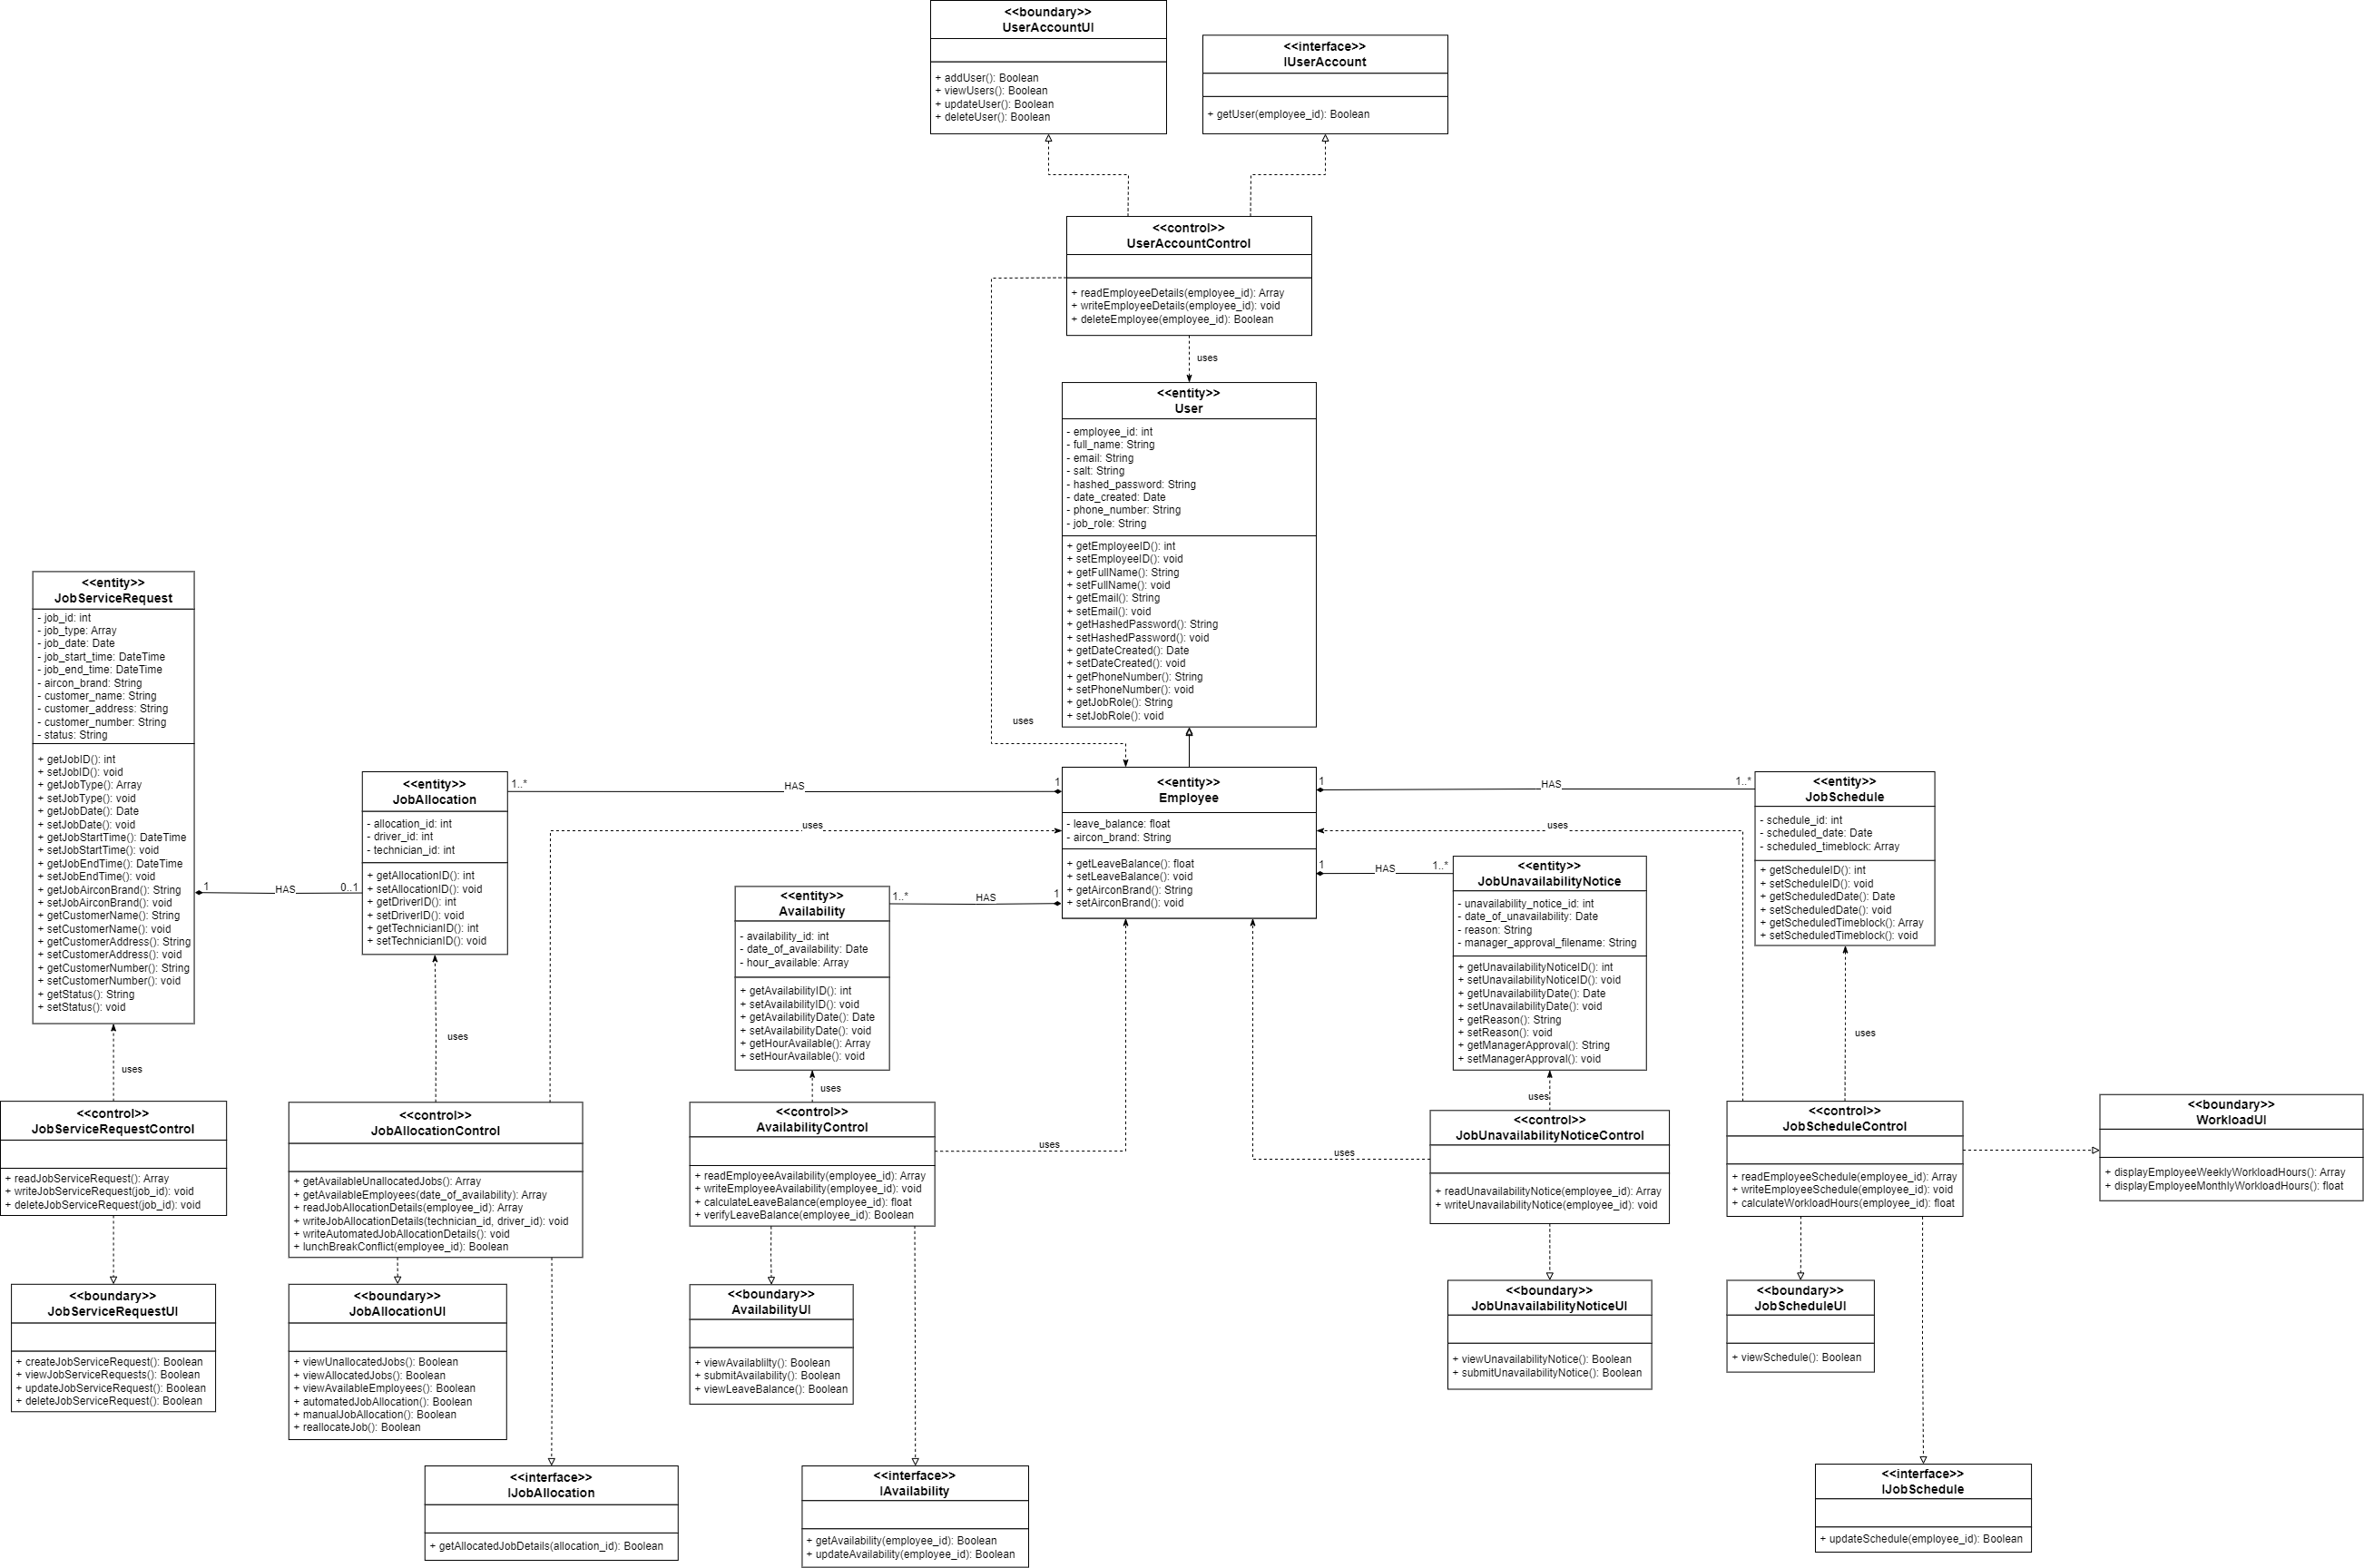 <<boundary>>
UserAccountUI
+ addUser(): Boolean
+ viewUsers(): Boolean
+ updateUser(): Boolean
+ deleteUser(): Boolean
<<interface>>
IUserAccount
+ getUser(employee_id): Boolean
<<control>>
UserAccountControl
+ readEmployeeDetails(employee_id): Array
+ writeEmployeeDetails(employee_id): void
+ deleteEmployee(employee_id): Boolean
uses
<<entity>>
User
- employee_id: int
- full_name: String
- email: String
- salt: String
- hashed_password: String
- date_created: Date
- phone_number: String
- job_role: String
+ getEmployeeID(): int
+ setEmployeeID(): void
+ getFullName(): String
+ setFullName(): void
+ getEmail(): String
+ setEmail(): void
+ getHashedPassword(): String
+ setHashedPassword(): void
+ getDateCreated(): Date
+ setDateCreated(): void
+ getPhoneNumber(): String
+ setPhoneNumber(): void
+ getJobRole(): String
+ setJobRole(): void
uses
<<entity>>
JobServiceRequest
- job_id: int
- job_type: Array
- job_date: Date
- job_start_time: DateTime
- job_end_time: DateTime
- aircon_brand: String
- customer_name: String
- customer_address: String
- customer_number: String
- status: String
+ getJobID(): int
+ setJobID(): void
+ getJobType(): Array
+ setJobType(): void
+ getJobDate(): Date
+ setJobDate(): void
+ getJobStartTime(): DateTime
+ setJobStartTime(): void
+ getJobEndTime(): DateTime
+ setJobEndTime(): void
+ getJobAirconBrand(): String
+ setJobAirconBrand(): void
+ getCustomerName(): String
+ setCustomerName(): void
+ getCustomerAddress(): String
+ setCustomerAddress(): void
+ getCustomerNumber(): String
+ setCustomerNumber(): void
+ getStatus(): String
+ setStatus(): void
1
HAS
0..1
<<entity>>
JobAllocation
- allocation_id: int
- driver_id: int
- technician_id: int
+ getAllocationID(): int
+ setAllocationID(): void
+ getDriverID(): int
+ setDriverID(): void
+ getTechnicianID(): int
+ setTechnicianID(): void
1..*
HAS
1
uses
<<entity>>
Employee
- leave_balance: float
- aircon_brand: String
+ getLeaveBalance(): float
+ setLeaveBalance(): void
+ getAirconBrand(): String
+ setAirconBrand(): void
1
HAS
1..*
uses
<<entity>>
JobSchedule
- schedule_id: int
- scheduled_date: Date
- scheduled_timeblock: Array
+ getScheduleID(): int
+ setScheduleID(): void
+ getScheduledDate(): Date
+ setScheduledDate(): void
+ getScheduledTimeblock(): Array
+ setScheduledTimeblock(): void
<<entity>>
Availability
- availability_id: int
- date_of_availability: Date
- hour_available: Array
+ getAvailabilityID(): int
+ setAvailabilityID(): void
+ getAvailabilityDate(): Date
+ setAvailabilityDate(): void
+ getHourAvailable(): Array
+ setHourAvailable(): void
1..*
HAS
1
1
HAS
1..*
<<entity>>
JobUnavailabilityNotice
- unavailability_notice_id: int
- date_of_unavailability: Date
- reason: String
- manager_approval_filename: String
+ getUnavailabilityNoticeID(): int
+ setUnavailabilityNoticeID(): void
+ getUnavailabilityDate(): Date
+ setUnavailabilityDate(): void
+ getReason(): String
+ setReason(): void
+ getManagerApproval(): String
+ setManagerApproval(): void
uses
uses
uses
uses
uses
<<control>>
JobServiceRequestControl
+ readJobServiceRequest(): Array
+ writeJobServiceRequest(job_id): void
+ deleteJobServiceRequest(job_id): void
<<control>>
JobAllocationControl
+ getAvailableUnallocatedJobs(): Array
+ getAvailableEmployees(date_of_availability): Array
+ readJobAllocationDetails(employee_id): Array
+ writeJobAllocationDetails(technician_id, driver_id): void
+ writeAutomatedJobAllocationDetails(): void
+ lunchBreakConflict(employee_id): Boolean
<<control>>
AvailabilityControl
+ readEmployeeAvailability(employee_id): Array
+ writeEmployeeAvailability(employee_id): void
+ calculateLeaveBalance(employee_id): float
+ verifyLeaveBalance(employee_id): Boolean
uses
uses
<<control>>
JobUnavailabilityNoticeControl
+ readUnavailabilityNotice(employee_id): Array
+ writeUnavailabilityNotice(employee_id): void
<<control>>
JobScheduleControl
+ readEmployeeSchedule(employee_id): Array
+ writeEmployeeSchedule(employee_id): void
+ calculateWorkloadHours(employee_id): float
<<boundary>>
WorkloadUI
+ displayEmployeeWeeklyWorkloadHours(): Array
+ displayEmployeeMonthlyWorkloadHours(): float
<<boundary>>
JobServiceRequestUI
+ createJobServiceRequest(): Boolean
+ viewJobServiceRequests(): Boolean
+ updateJobServiceRequest(): Boolean
+ deleteJobServiceRequest(): Boolean
<<boundary>>
JobAllocationUI
+ viewUnallocatedJobs(): Boolean
+ viewAllocatedJobs(): Boolean
+ viewAvailableEmployees(): Boolean
+ automatedJobAllocation(): Boolean
+ manualJobAllocation(): Boolean
+ reallocateJob(): Boolean
<<boundary>>
AvailabilityUI
+ viewAvailablilty(): Boolean
+ submitAvailability(): Boolean
+ viewLeaveBalance(): Boolean
<<boundary>>
JobUnavailabilityNoticeUI
+ viewUnavailabilityNotice(): Boolean
+ submitUnavailabilityNotice(): Boolean
<<boundary>>
JobScheduleUI
+ viewSchedule(): Boolean
<<interface>>
IJobAllocation
+ getAllocatedJobDetails(allocation_id): Boolean
<<interface>>
IAvailability
+ getAvailability(employee_id): Boolean
+ updateAvailability(employee_id): Boolean
<<interface>>
IJobSchedule
+ updateSchedule(employee_id): Boolean